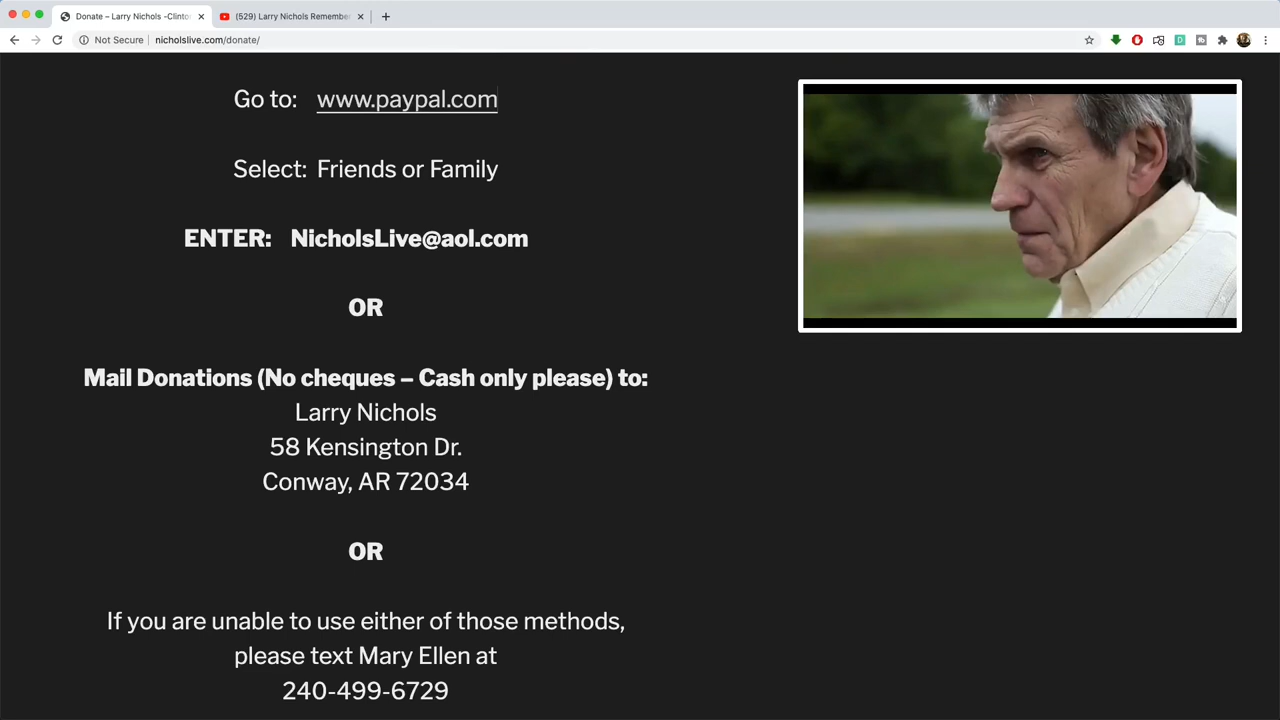 Donate – Larry Nichols -Clinto
(529) Larry Nichols Remember
Not Secure
nicholslive.com/donate/
Go to: www.paypal.com
Select: Friends or Family
ENTER: NicholsLive@aol.com
OR
Mail Donations (No cheques – Cash only please) to:
Larry Nichols
58 Kensington Dr.
Conway, AR 72034
OR
If you are unable to use either of those methods,
please text Mary Ellen at
240-499-6729